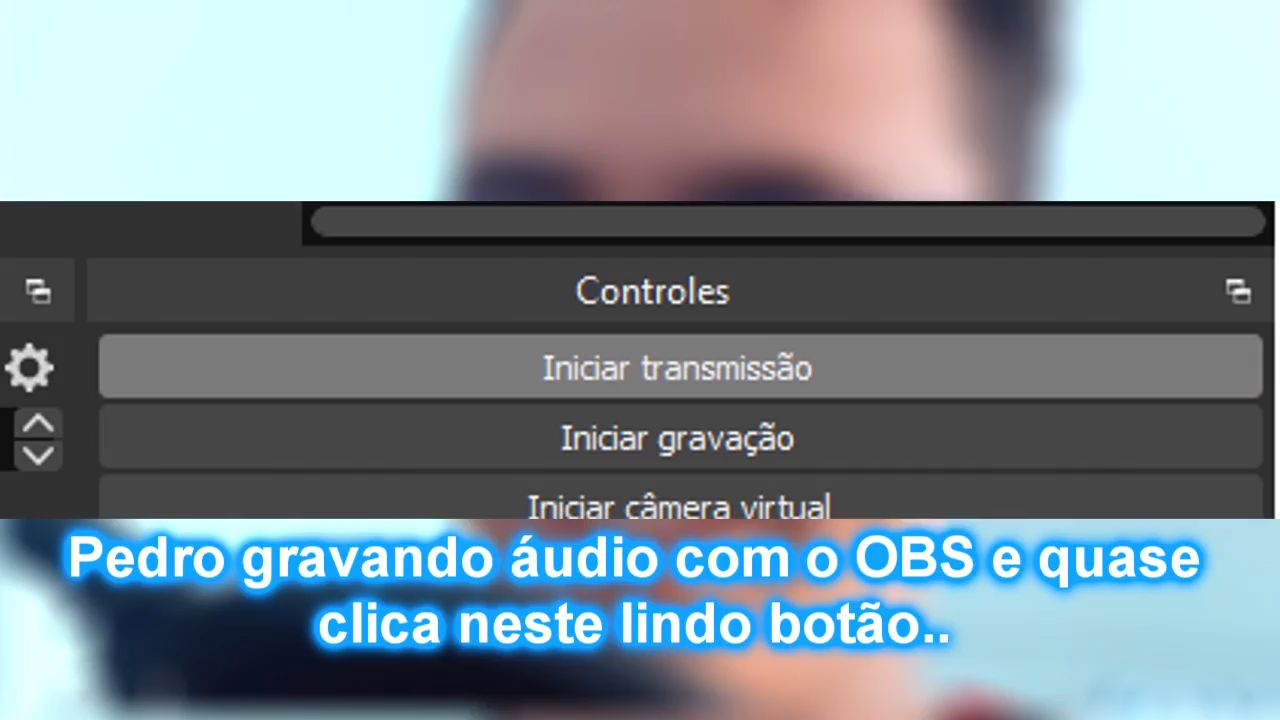 Controles
Iniciar transmissão
Iniciar gravação
Iniciar câmera virtual
Pedro gravando áudio com o OBS e quase
clica neste lindo botão..